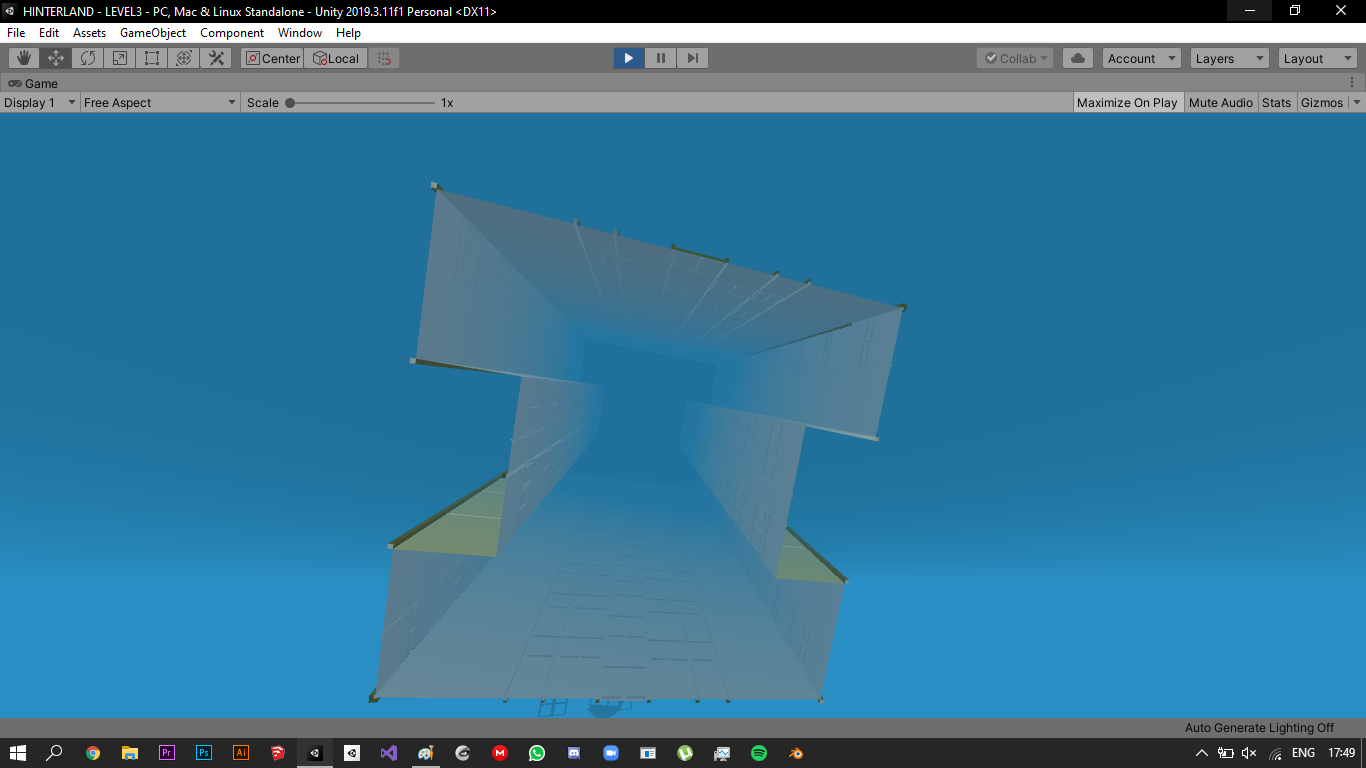 HINTERLAND - LEVEL3 - PC, Mac & Linux Standalone - Unity 2019.3.11f1 Personal <DX11>
File Edit Assets GameObject Component Window Help
Center Local Collab Account Layers Layout
Game
Display 1 Free Aspect Scale 1x Maximize On Play Mute Audio Stats Gizmos
Auto Generate Lighting Off
Pr Ps Ai M ENG 17:49